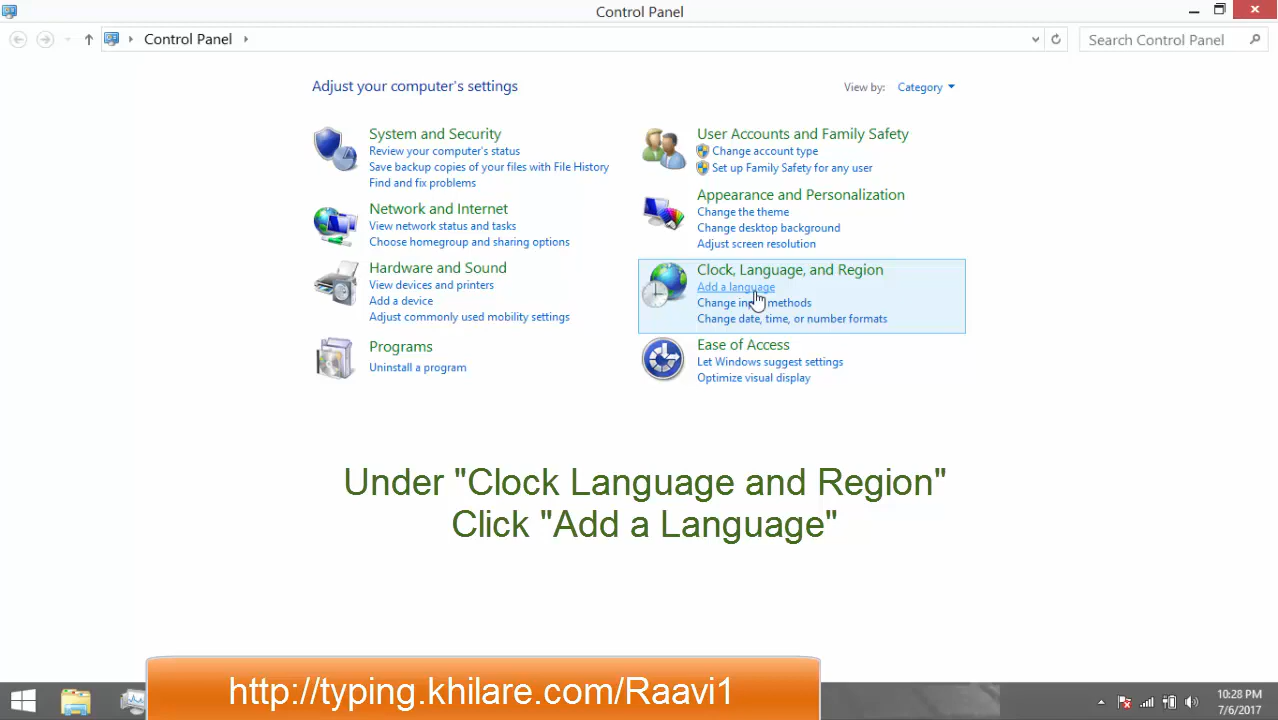 Control Panel
Control Panel
Search Control Panel
Adjust your computer's settings
View by: Category
System and Security
Review your computer's status
Save backup copies of your files with File History
Find and fix problems
Network and Internet
View network status and tasks
Choose homegroup and sharing options
Hardware and Sound
View devices and printers
Add a device
Adjust commonly used mobility settings
Programs
Uninstall a program
User Accounts and Family Safety
Change account type
Set up Family Safety for any user
Appearance and Personalization
Change the theme
Change desktop background
Adjust screen resolution
Clock, Language, and Region
Add a language
Change methods
Change date, time, or number formats
Ease of Access
Let Windows suggest settings
Optimize visual display
Under "Clock Language and Region"
Click "Add a Language"
http://typing.khilare.com/Raavi1
10:28 PM
7/6/2017